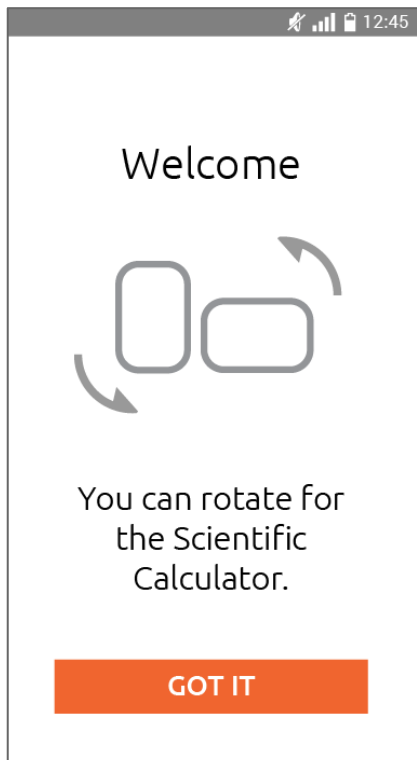 12:45
Welcome
You can rotate for
the Scientific
Calculator.
GOT IT